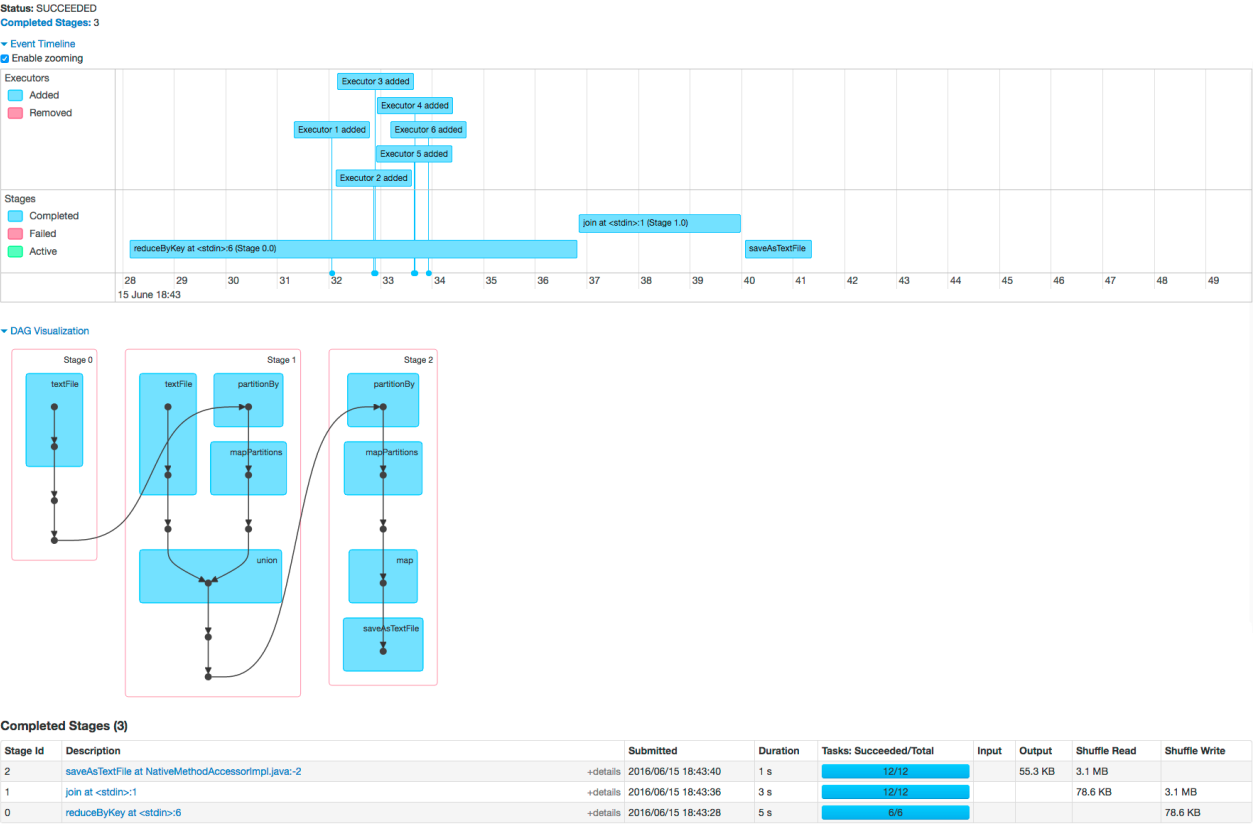 Status: SUCCEEDED
Completed Stages: 3
Event Timeline
Enable zooming
Executors
Added
Removed
Executor 3 added
Executor 4 added
Executor 1 added
Executor 6 added
Executor 5 added
Executor 2 added
Stages
Completed
Failed
Active
join at <stdin>:1 (Stage 1.0)
reduceByKey at <stdin>:6 (Stage 0.0)
saveAsTextFile
28 29 30 31 32 33 34 35 36 37 38 39 40 41 42 43 44 45 46 47 48 49
15 June 18:43
DAG Visualization
Stage 0
textFile
Stage 1
textFile
partitionBy
mapPartitions
union
Stage 2
partitionBy
mapPartitions
map
saveAsTextFile
Completed Stages (3)
Stage Id Description Submitted Duration Tasks: Succeeded/Total Input Output Shuffle Read Shuffle Write
2 saveAsTextFile at NativeMethodAccessorImpl.java:-2 +details 2016/06/15 18:43:40 1 s 12/12 55.3 KB 3.1 MB
1 join at <stdin>:1 +details 2016/06/15 18:43:36 3 s 12/12 78.6 KB 3.1 MB
0 reduceByKey at <stdin>:6 +details 2016/06/15 18:43:28 5 s 6/6 78.6 KB